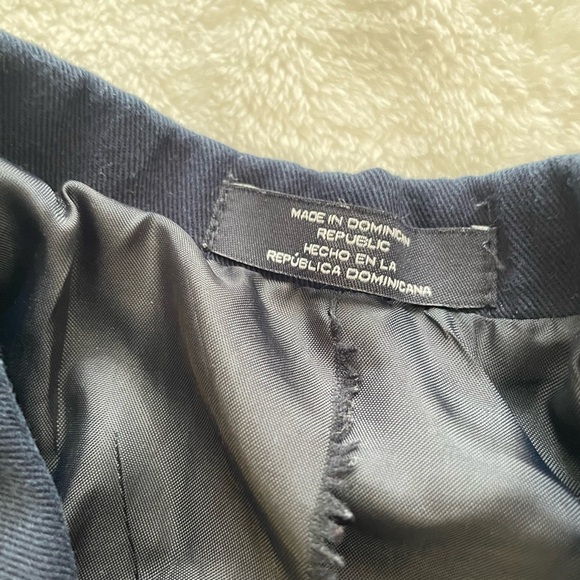 MADE IN DOMINICAN
REPUBLIC
HECHO EN LA
REPÚBLICA DOMINICANA